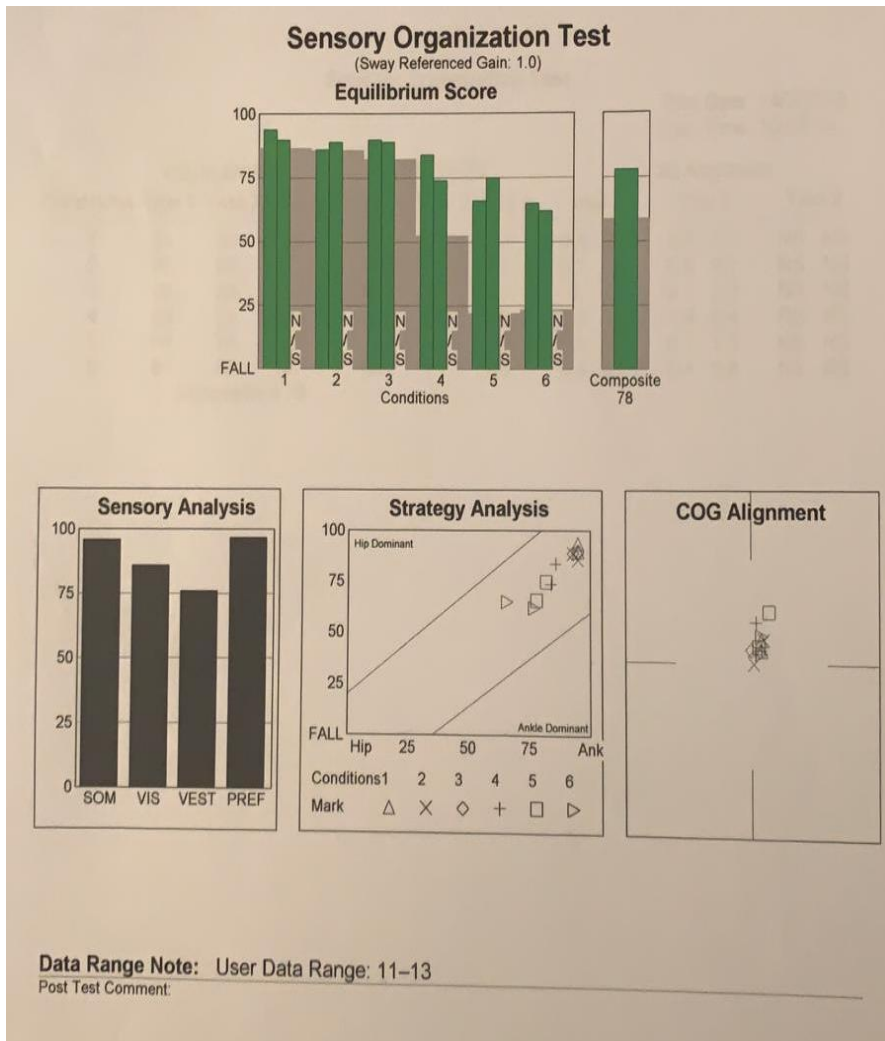 Sensory Organization Test
(Sway Referenced Gain: 1.0)
Equilibrium Score
100
75
50
25
FALL
N/S N/S N/S N/S N/S N/S
1 2 3 4 5 6
Conditions
Composite
78
Sensory Analysis
100
75
50
25
0
SOM VIS VEST PREF
Strategy Analysis
100
Hip Dominant
75
50
25
FALL
Ankle Dominant
Hip 25 50 75 Ank
Conditions1 2 3 4 5 6
Mark
COG Alignment
Data Range Note: User Data Range: 11–13
Post Test Comment: